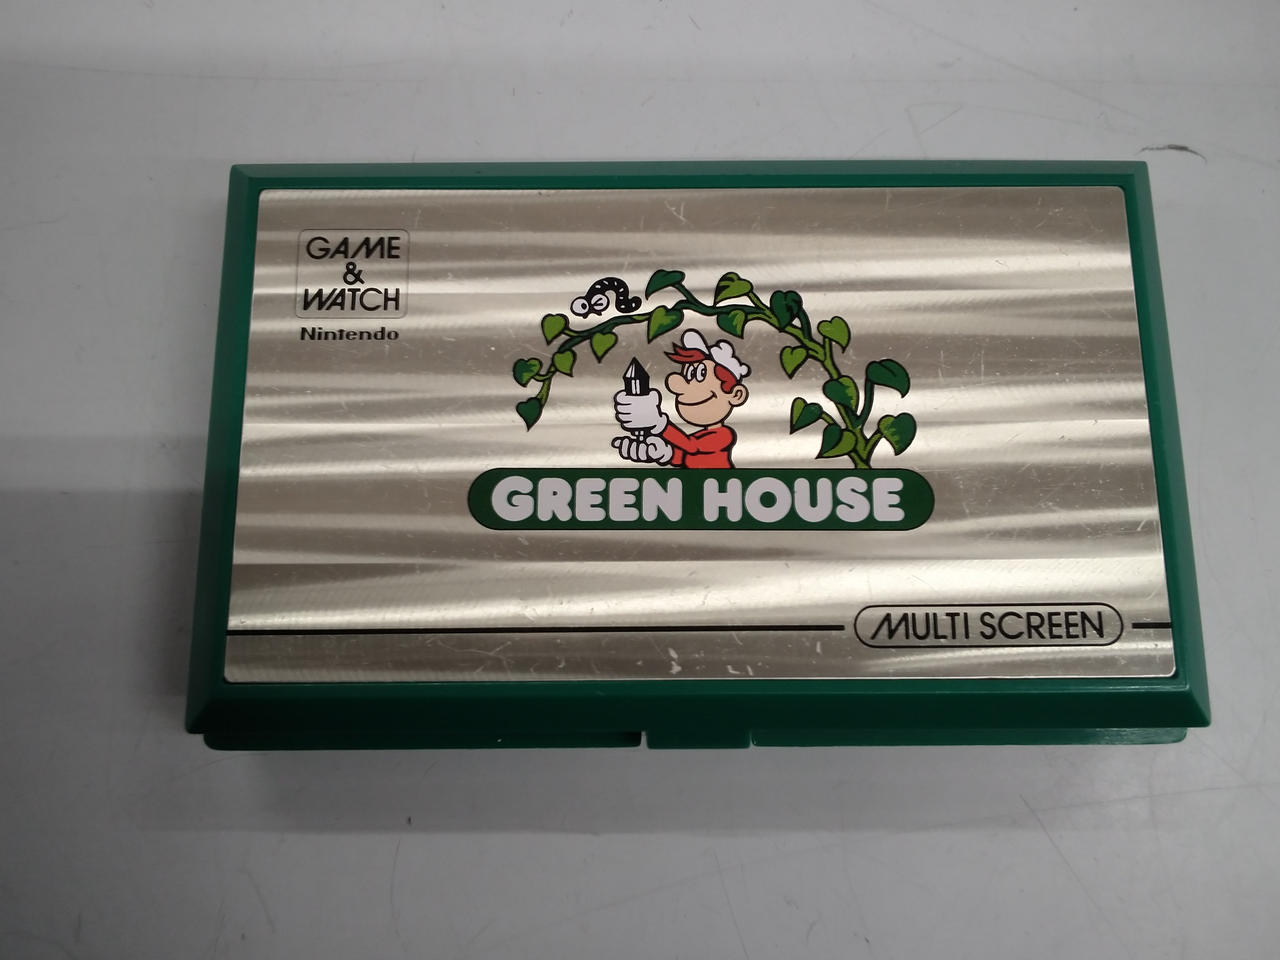 GAME
&
WATCH
Nintendo
GREEN HOUSE
MULTI SCREEN